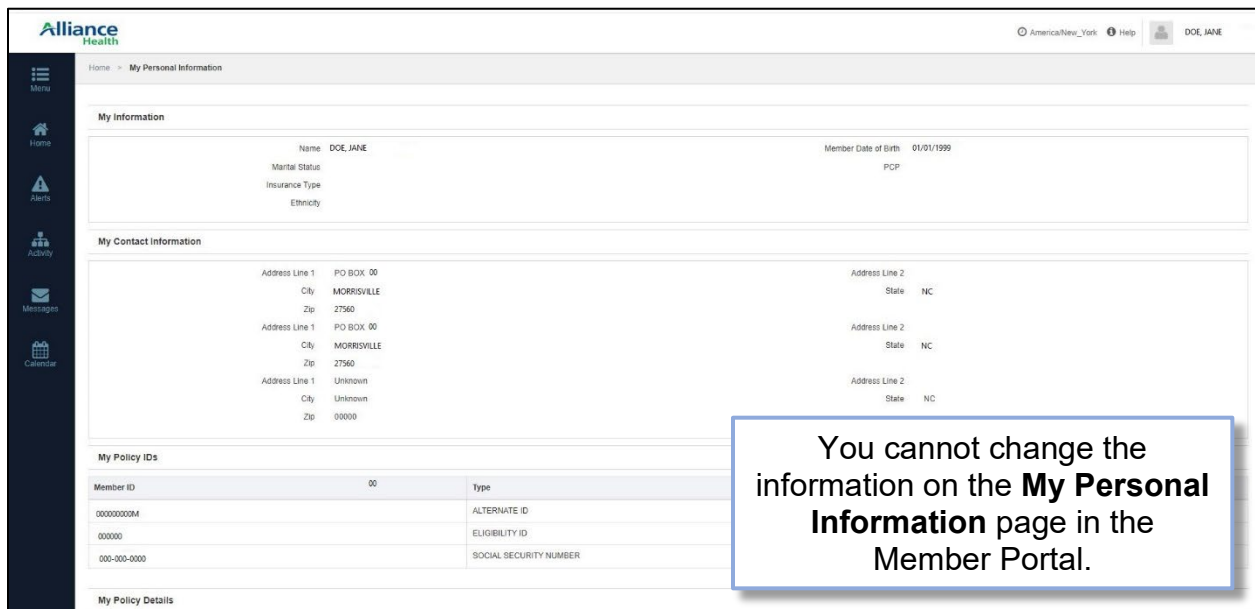 Alliance
Health
America/New_York Help DOE, JANE
Menu
Home
Alerts
Activity
Messages
Calendar
Home » My Personal Information
My Information
Name DOE, JANE Member Date of Birth 01/01/1999
Marital Status PCP
Insurance Type
Ethnicity
My Contact Information
Address Line 1 PO BOX 00 Address Line 2
City MORRISVILLE State NC
Zip 27560
Address Line 1 PO BOX 00 Address Line 2
City MORRISVILLE State NC
Zip 27560
Address Line 1 Unknown Address Line 2
City Unknown State NC
Zip 00000
My Policy IDs
Member ID 00 Type
000000000M ALTERNATE ID
000000 ELIGIBILITY ID
000-000-0000 SOCIAL SECURITY NUMBER
My Policy Details
You cannot change the
information on the My Personal
Information page in the
Member Portal.